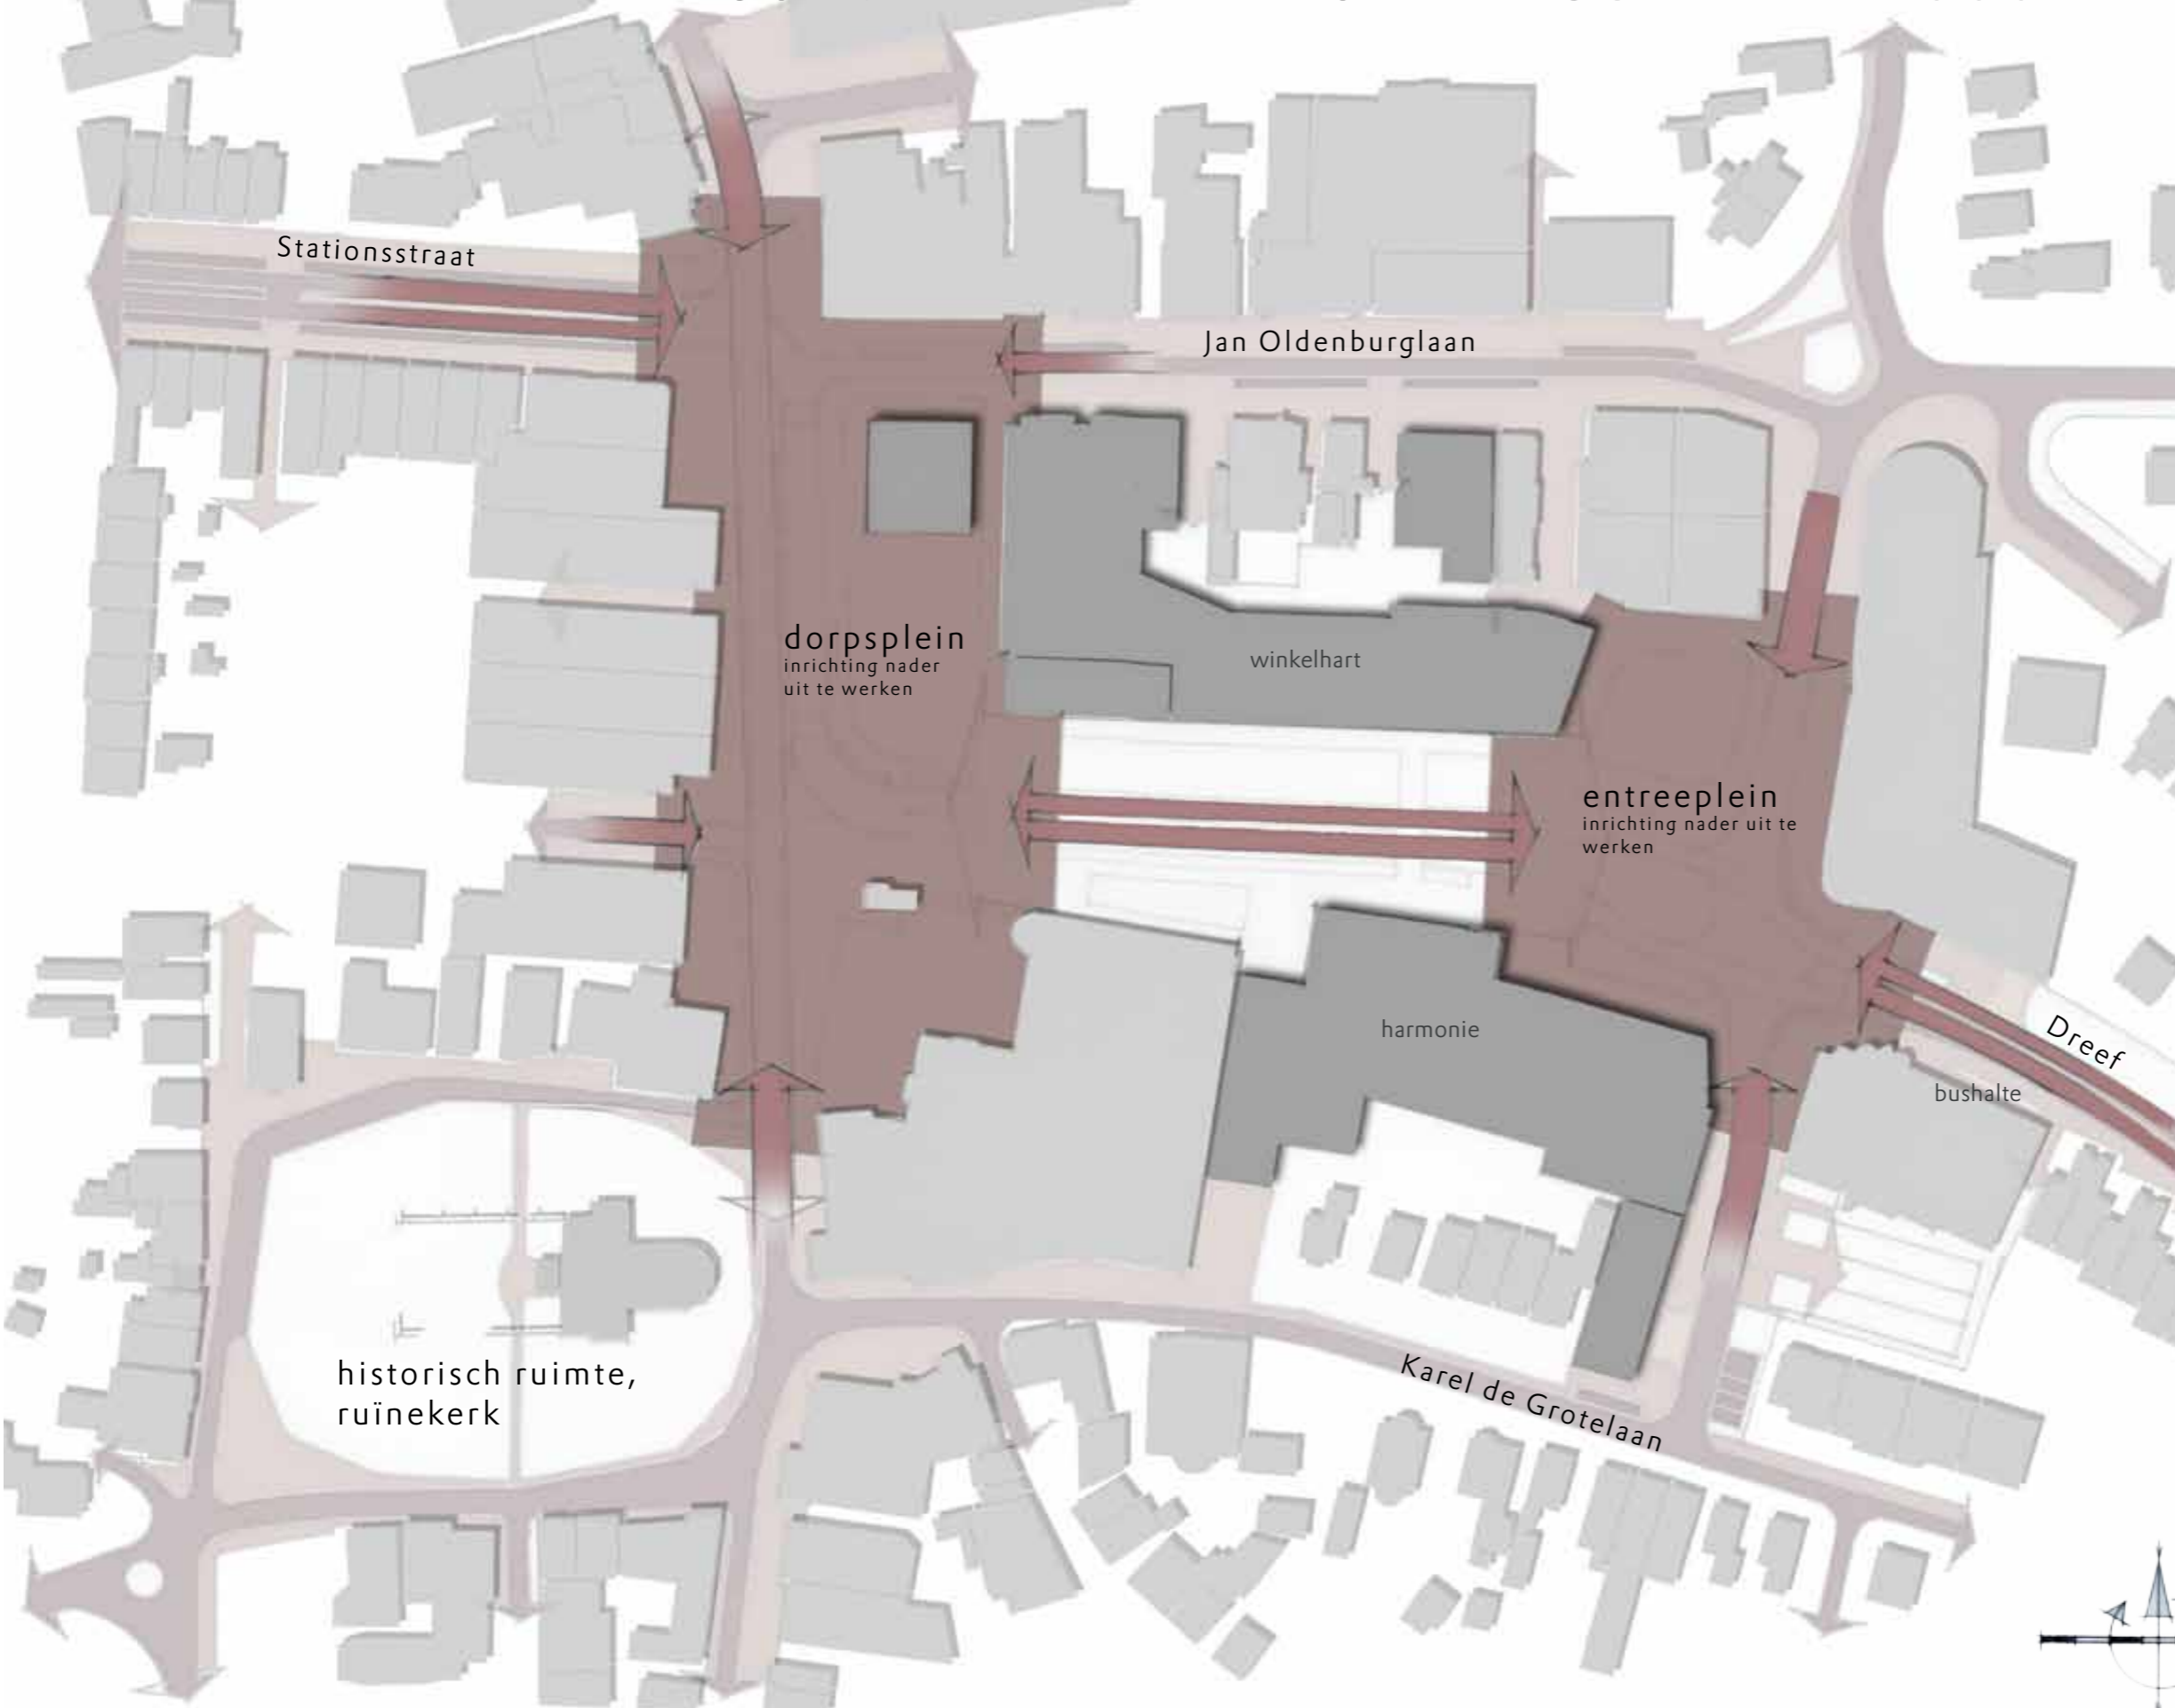 Stationsstraat
Jan Oldenburglaan
dorpsplein
inrichting nader
uit te werken
winkelhart
entreeplein
inrichting nader uit te
werken
harmonie
Dreef
bushalte
historisch ruimte,
ruïnekerk
Karel de Grotelaan